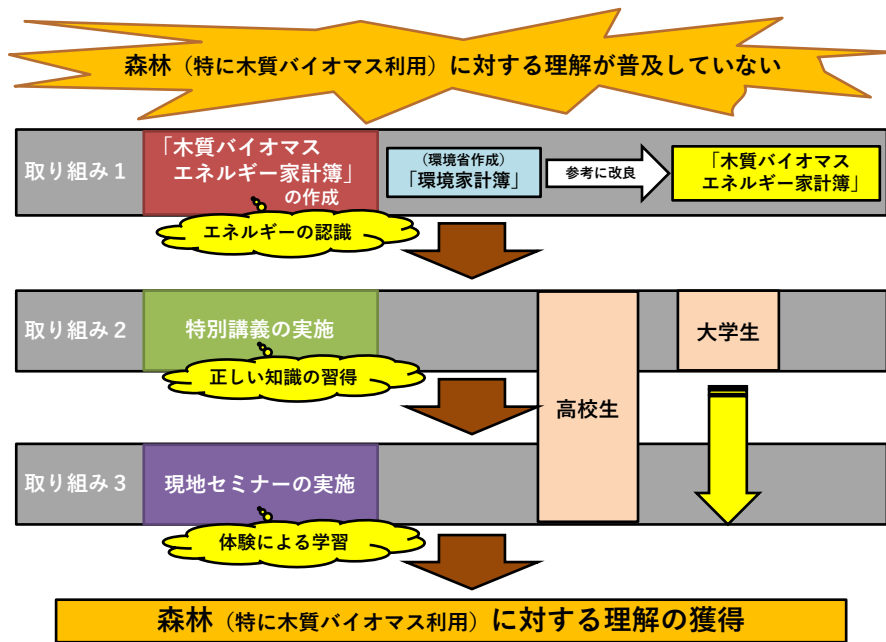 森林（特に木質バイオマス利用）に対する理解が普及していない
取り組み１
「木質バイオマス
エネルギー家計簿」
の作成
（環境省作成）
「環境家計簿」
参考に改良
「木質バイオマス
エネルギー家計簿」
エネルギーの認識
取り組み２
特別講義の実施
大学生
正しい知識の習得
高校生
取り組み３
現地セミナーの実施
体験による学習
森林（特に木質バイオマス利用）に対する理解の獲得